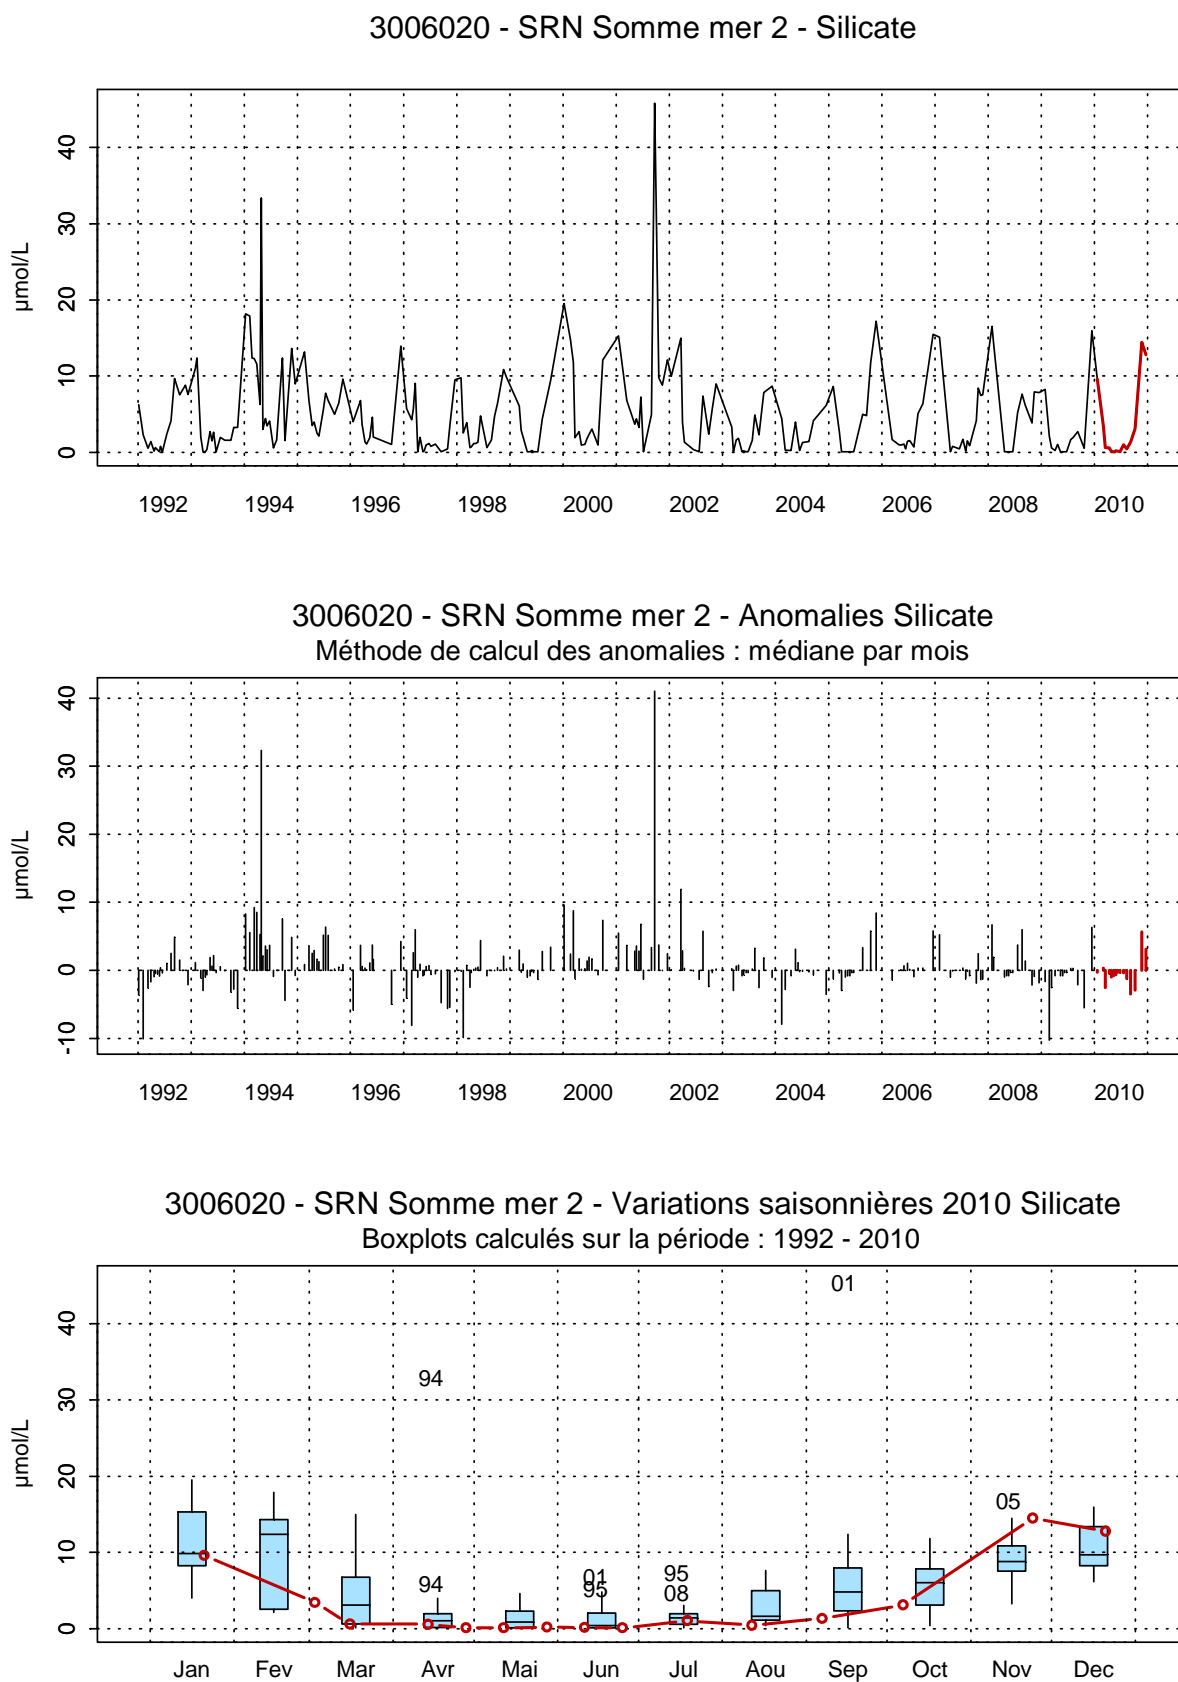 3006020 - SRN Somme mer 2 - Silicate
40
30
20
10
0
µmol/L
1992 1994 1996 1998 2000 2002 2004 2006 2008 2010
3006020 - SRN Somme mer 2 - Anomalies Silicate
Méthode de calcul des anomalies : médiane par mois
40
30
20
10
0
-10
µmol/L
1992 1994 1996 1998 2000 2002 2004 2006 2008 2010
3006020 - SRN Somme mer 2 - Variations saisonnières 2010 Silicate
Boxplots calculés sur la période : 1992 - 2010
40
30
20
10
0
µmol/L
01
94
05
94
01
95
95
08
Jan Fev Mar Avr Mai Jun Jul Aou Sep Oct Nov Dec